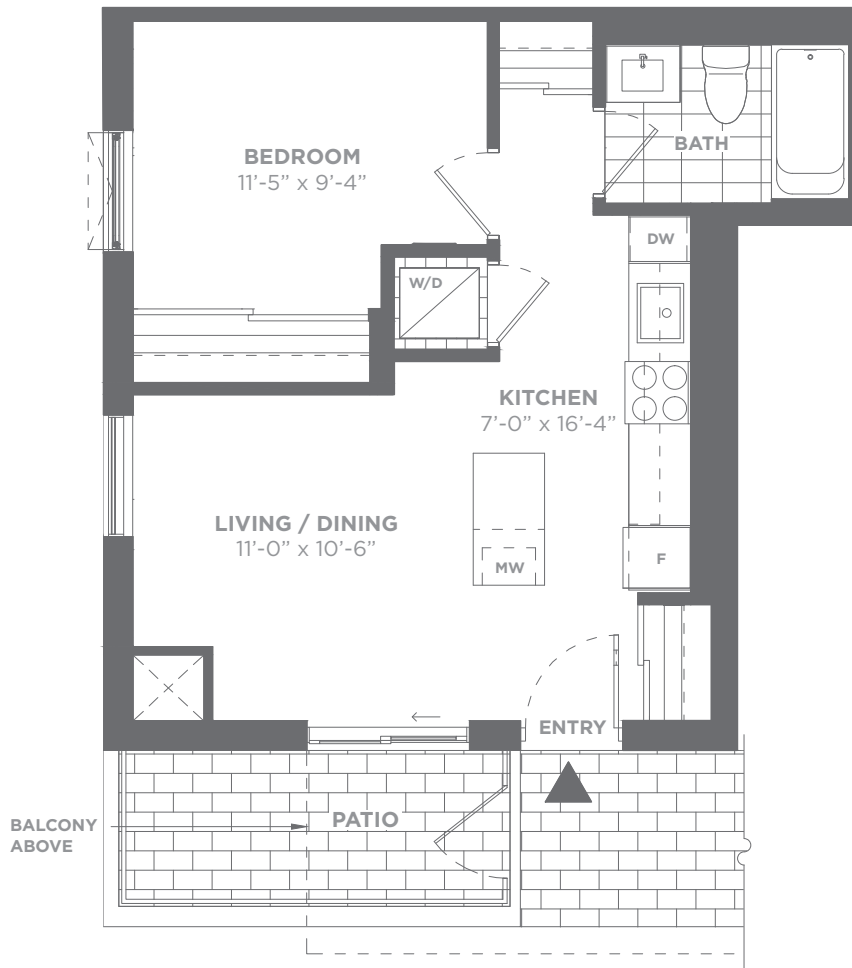 BEDROOM
11’-5” x 9’-4”
BATH
DW
W/D
KITCHEN
7’-0” x 16’-4”
LIVING / DINING
11’-0” x 10’-6”
MW
F
ENTRY
PATIO
BALCONY
ABOVE